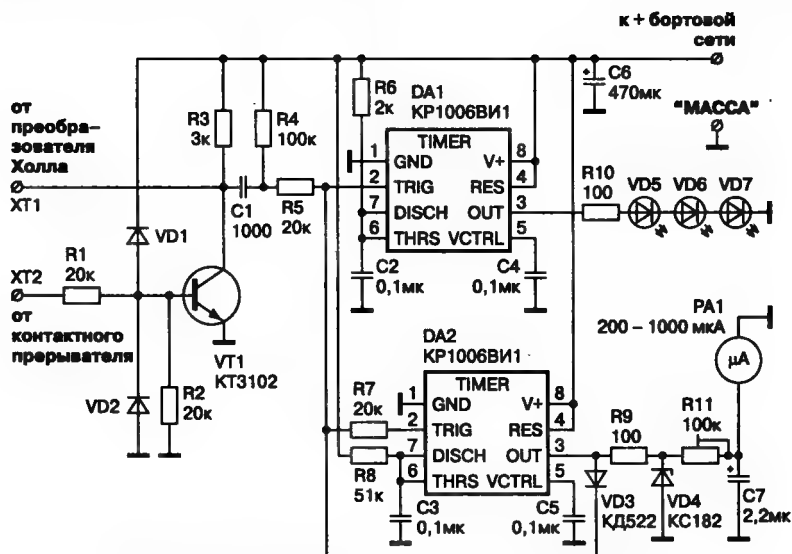 к + бортовой
сети
C6
470мк
"МАССА"
от
преобра-
зователя
Холла
XT1
R3
3к
R4
100к
R6
2к
DA1
КР1006ВИ1
TIMER
1
GND
V+
8
2
TRIG
RES
4
7
DISCH
OUT
3
6
THRS
VCTRL
5
C1
1000
R5
20к
R10
100
VD5
VD6
VD7
VD1
C2
0,1мк
C4
0,1мк
XT2
R1
20к
от
контактного
прерывателя
VT1
КТ3102
R2
20к
VD2
PA1
200 – 1000 мкА
μA
DA2
КР1006ВИ1
TIMER
1
GND
V+
8
2
TRIG
RES
4
7
DISCH
OUT
3
6
THRS
VCTRL
5
R7
20к
R8
51к
C3
0,1мк
C5
0,1мк
R9
100
R11
100к
VD3
КД522
VD4
КС182
C7
2,2мк